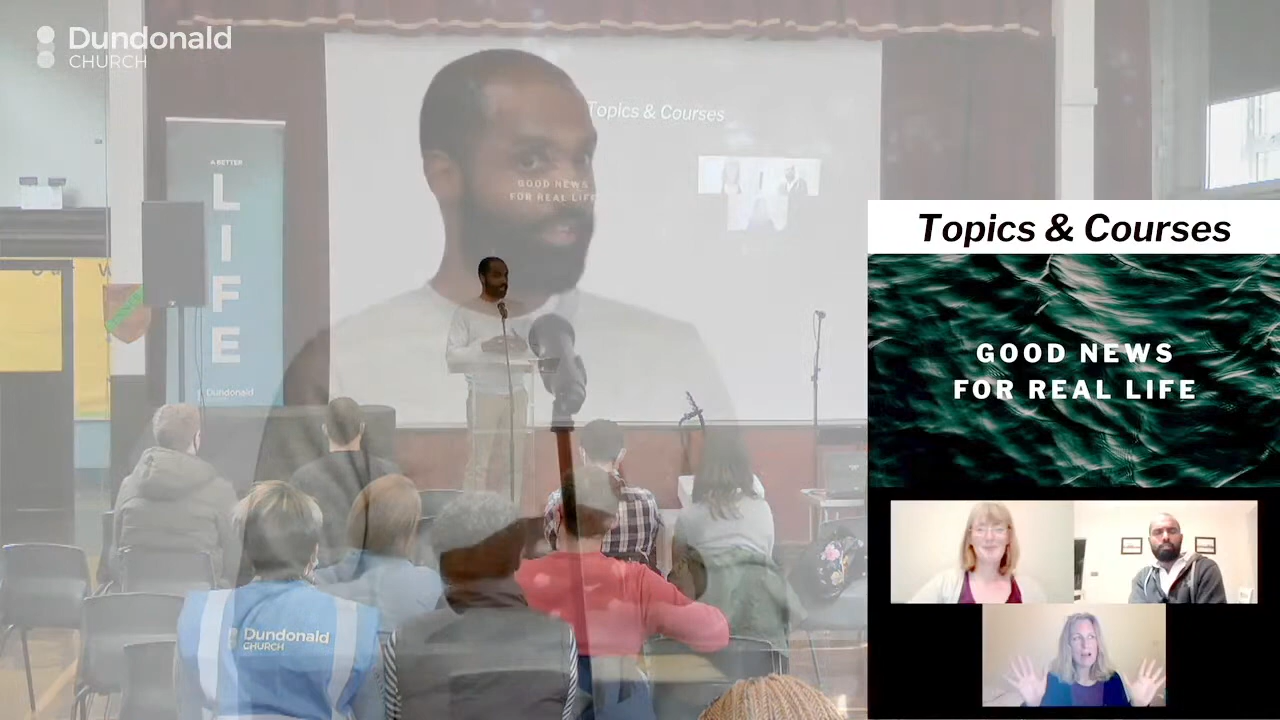 Dundonald
CHURCH
Topics & Courses
A BETTER
LIFE
GOOD NEWS
FOR REAL LIFE
Dundonald
Topics & Courses
GOOD NEWS
FOR REAL LIFE
Dundonald
CHURCH